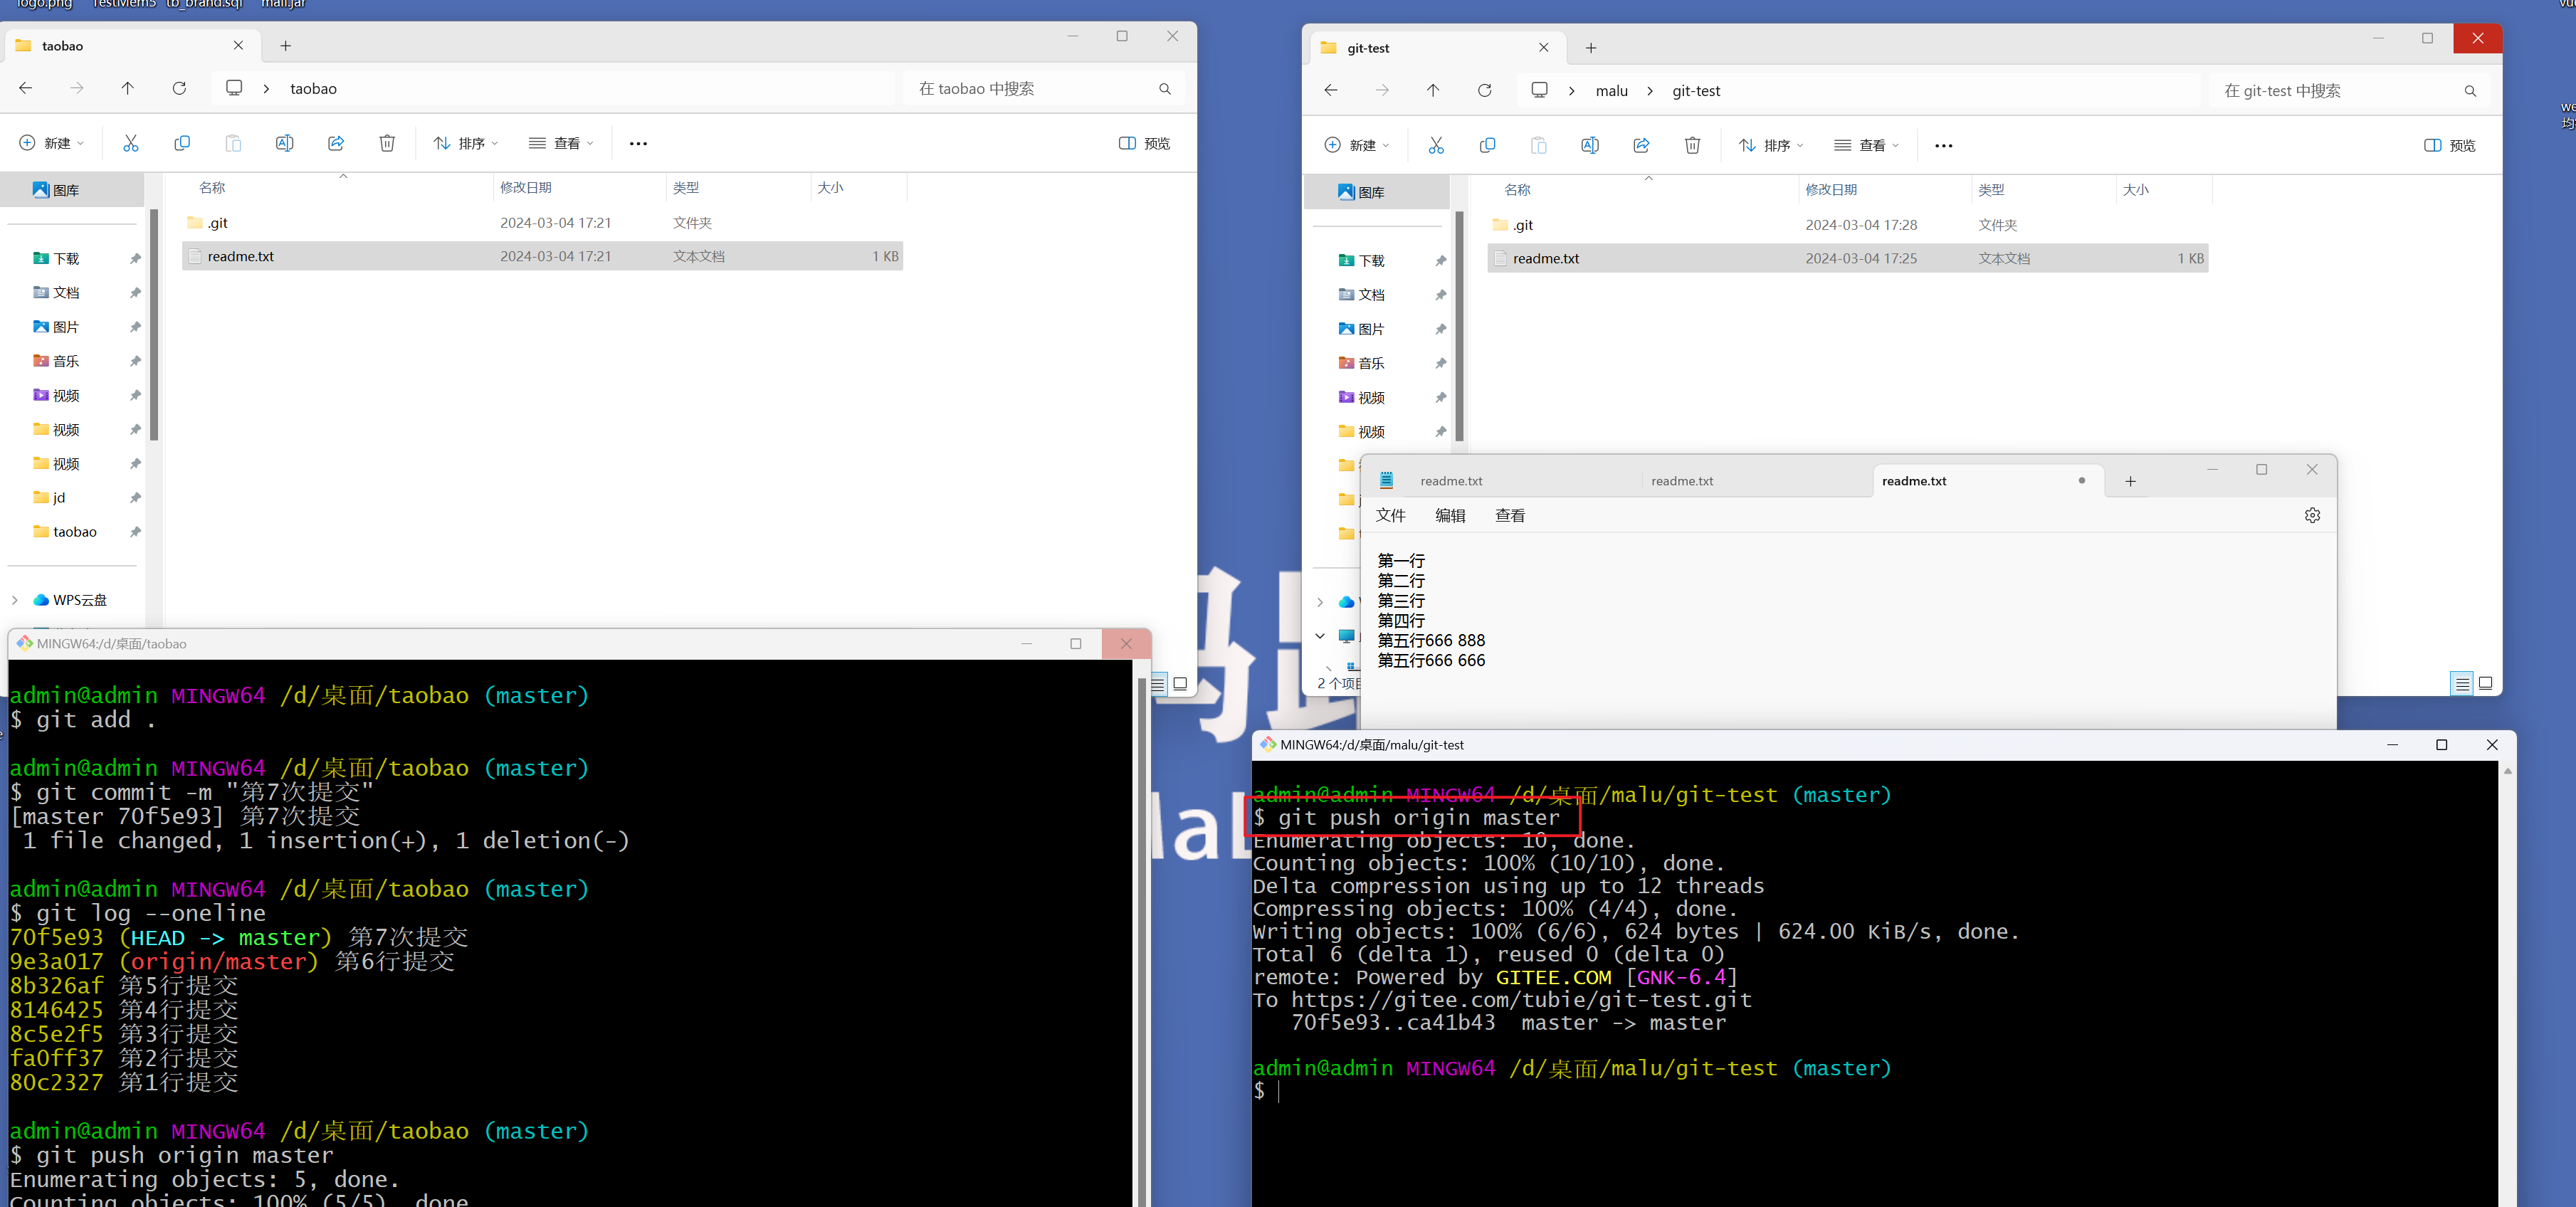 logo.png TestMem5 tb_brand.sql mall.jar
taobao
taobao
在 taobao 中搜索
新建
排序
查看
预览
图库
名称
修改日期
类型
大小
.git
2024-03-04 17:21
文件夹
readme.txt
2024-03-04 17:21
文本文档
1 KB
下载
文档
图片
音乐
视频
视频
视频
jd
taobao
WPS云盘
git-test
malu
git-test
在 git-test 中搜索
新建
排序
查看
预览
图库
名称
修改日期
类型
大小
.git
2024-03-04 17:28
文件夹
readme.txt
2024-03-04 17:25
文本文档
1 KB
下载
文档
图片
音乐
视频
视频
2 个项目
readme.txt
readme.txt
readme.txt
文件
编辑
查看
第一行
第二行
第三行
第四行
第五行666 888
第五行666 666
MINGW64:/d/桌面/taobao
admin@admin MINGW64 /d/桌面/taobao (master)
$ git add .
admin@admin MINGW64 /d/桌面/taobao (master)
$ git commit -m "第7次提交"
[master 70f5e93] 第7次提交
1 file changed, 1 insertion(+), 1 deletion(-)
admin@admin MINGW64 /d/桌面/taobao (master)
$ git log --oneline
70f5e93 (HEAD -> master) 第7次提交
9e3a017 (origin/master) 第6行提交
8b326af 第5行提交
8146425 第4行提交
8c5e2f5 第3行提交
fa0ff37 第2行提交
80c2327 第1行提交
admin@admin MINGW64 /d/桌面/taobao (master)
$ git push origin master
Enumerating objects: 5, done.
Counting objects: 100% (5/5), done
MINGW64:/d/桌面/malu/git-test
admin@admin MINGW64 /d/桌面/malu/git-test (master)
$ git push origin master
Enumerating objects: 10, done.
Counting objects: 100% (10/10), done.
Delta compression using up to 12 threads
Compressing objects: 100% (4/4), done.
Writing objects: 100% (6/6), 624 bytes | 624.00 KiB/s, done.
Total 6 (delta 1), reused 0 (delta 0)
remote: Powered by GITEE.COM [GNK-6.4]
To https://gitee.com/tubie/git-test.git
70f5e93..ca41b43 master -> master
admin@admin MINGW64 /d/桌面/malu/git-test (master)
$